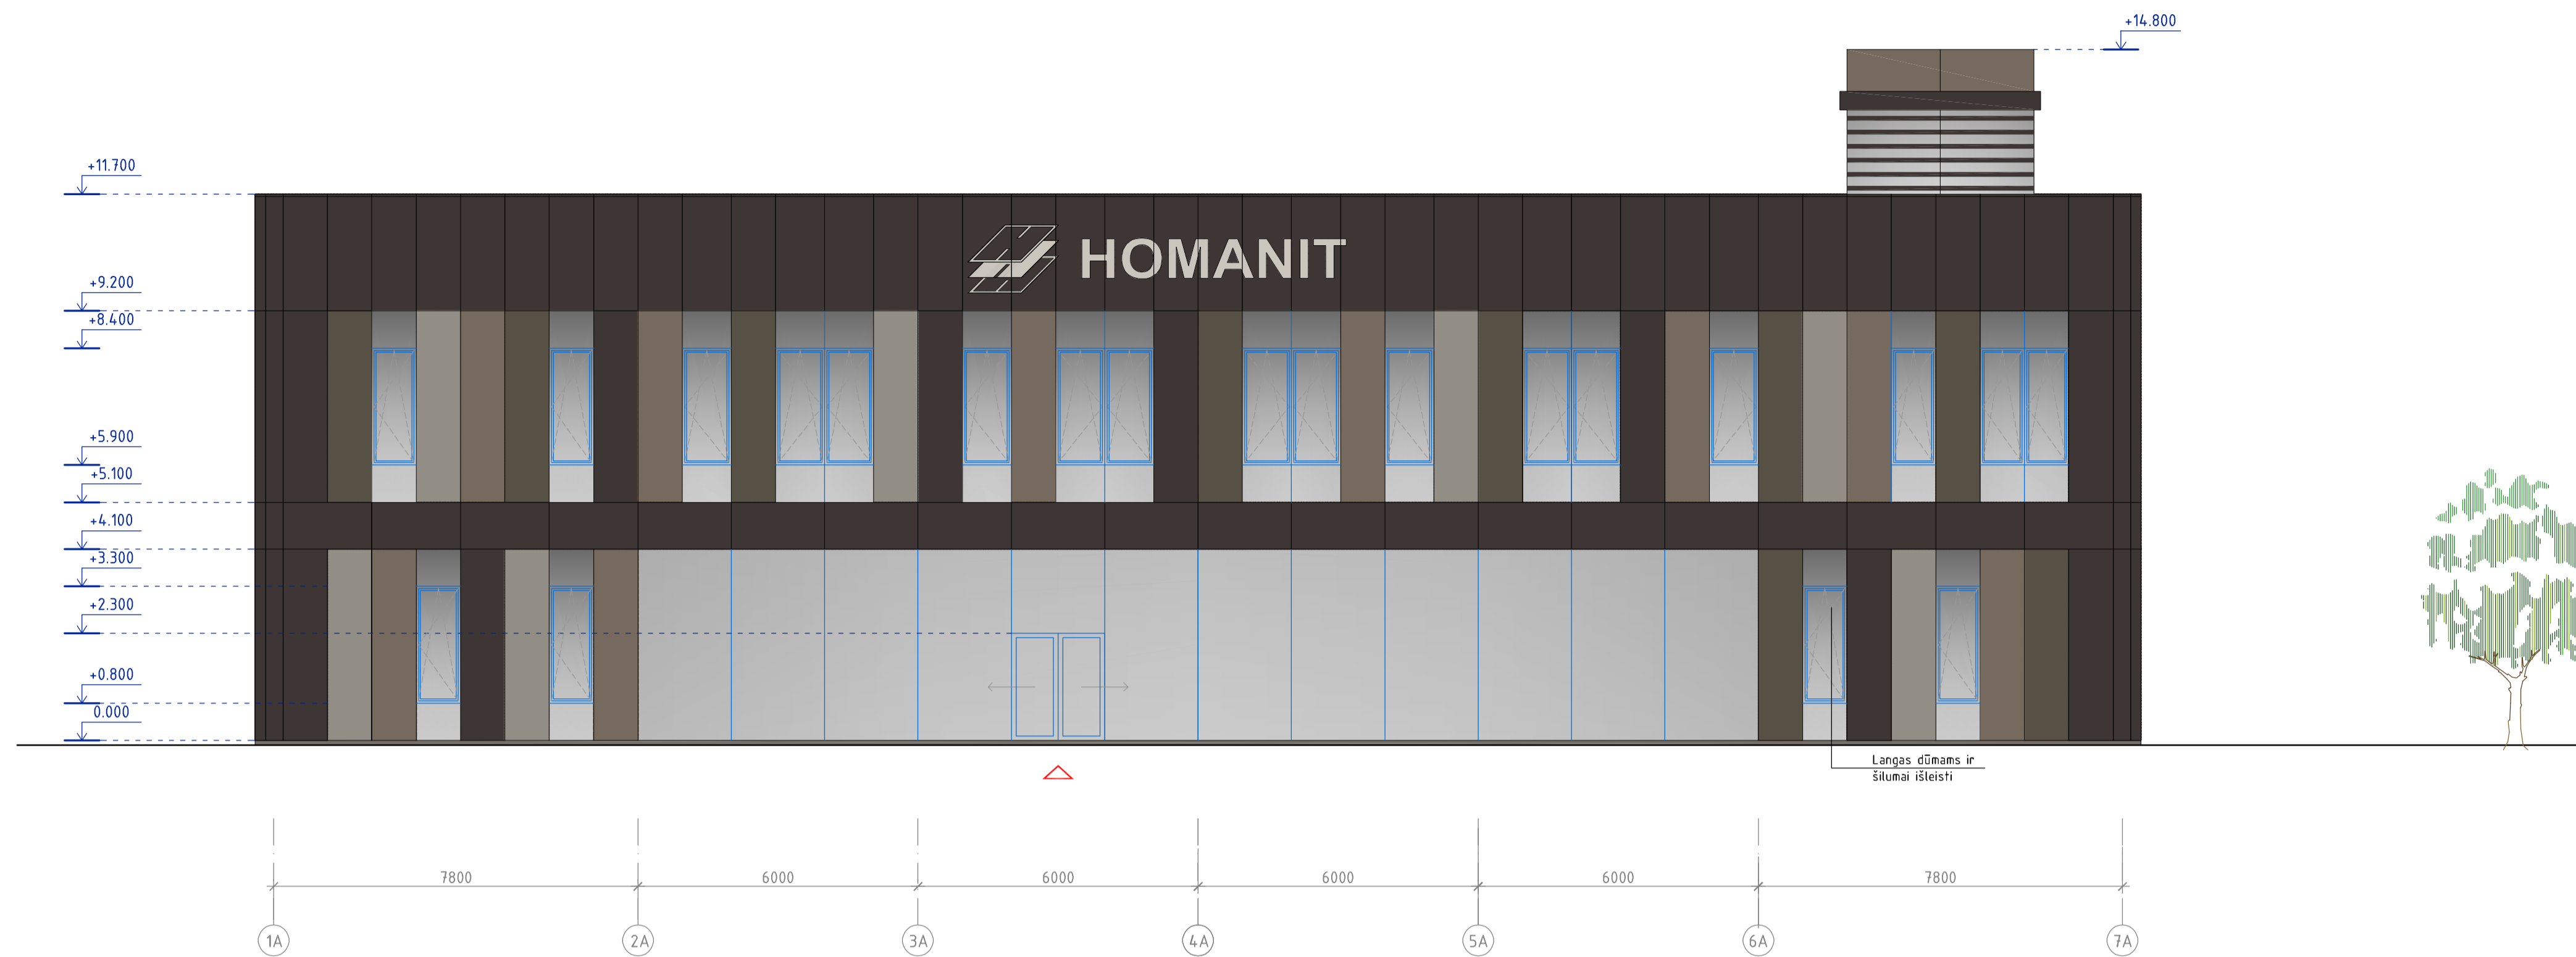 +14.800
+11.700
HOMANIT
+9.200
+8.400
+5.900
+5.100
+4.100
+3.300
+2.300
+0.800
0.000
Langas dūmams ir
šilumai išleisti
7800 6000 6000 6000 6000 7800
1A 2A 3A 4A 5A 6A 7A